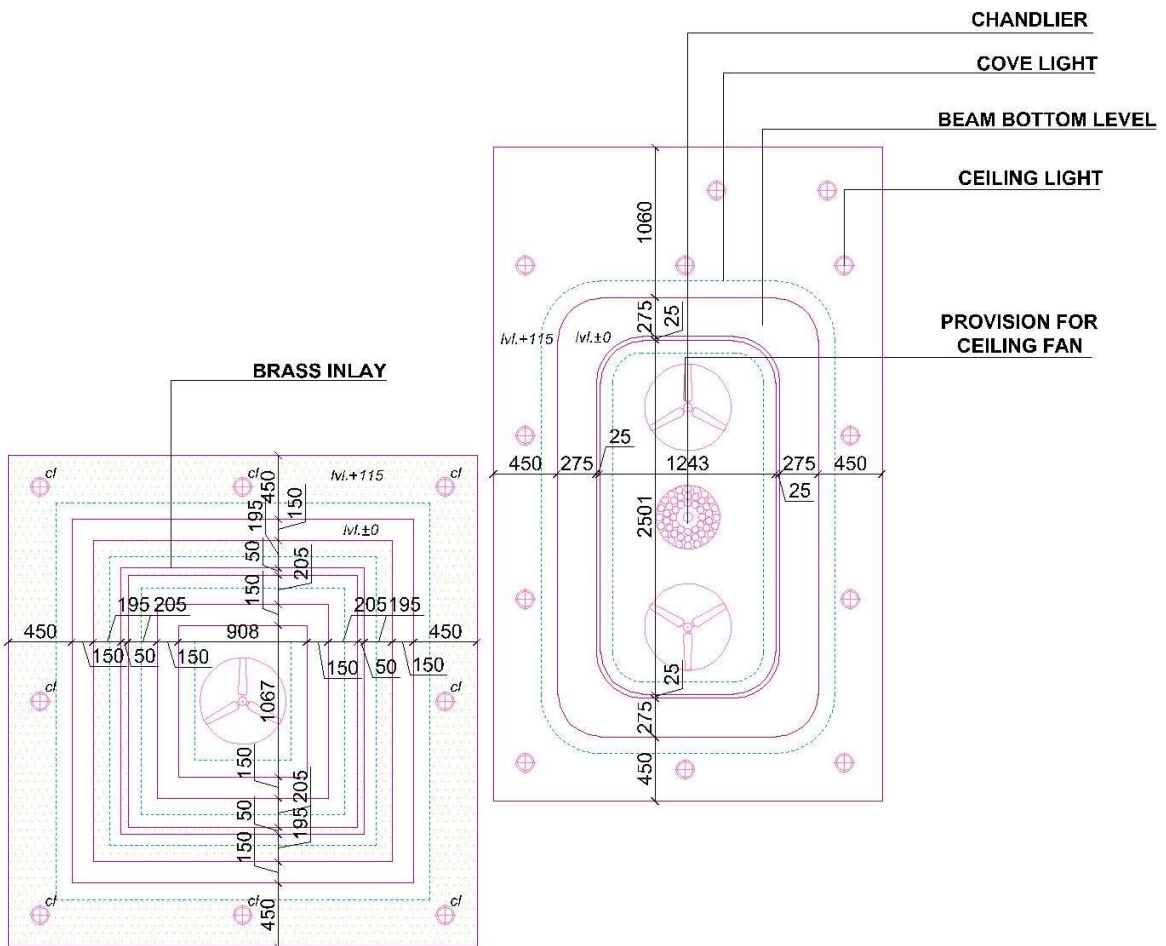 CHANDLIER
COVE LIGHT
BEAM BOTTOM LEVEL
CEILING LIGHT
PROVISION FOR
CEILING FAN
1060
275
25
lvl.+115
lvl.±0
25
450
275
1243
275
450
25
2501
25
275
450
BRASS INLAY
cl
cl
cl
lvl.+115
450
150
195
lvl.±0
50
205
150
195 205
205 195
450
908
450
150
50
150
150
50
150
cl
cl
1067
150
205
50
195
150
cl
cl
cl
450